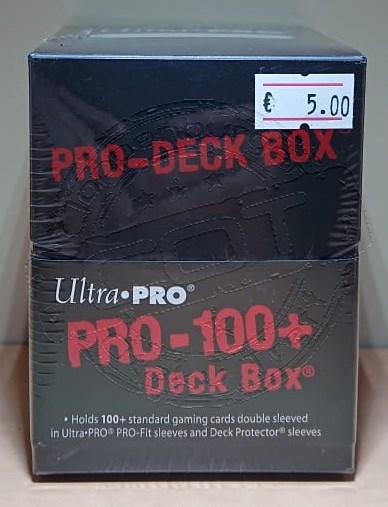 € 5.00
PRO-DECK BOX
Ultra•PRO®
PRO-100+
Deck Box®
• Holds 100+ standard gaming cards double sleeved
in Ultra•PRO® PRO-Fit sleeves and Deck Protector® sleeves